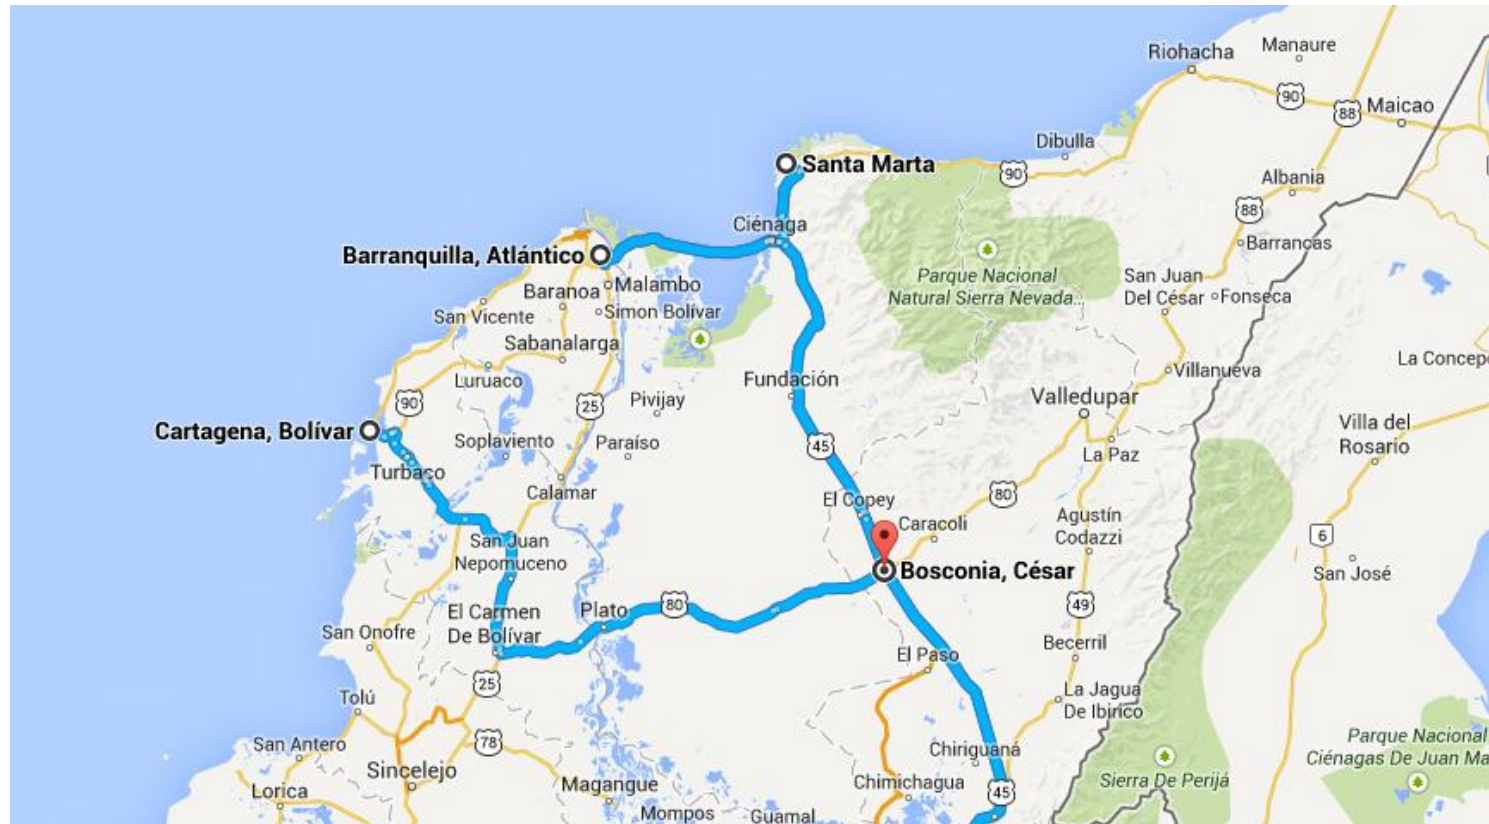 Riohacha
Manaure
90
88
Maicao
Dibulla
Santa Marta
90
Albania
88
Ciénaga
Barrancas
Barranquilla, Atlántico
Parque Nacional
Natural Sierra Nevada...
San Juan
Del César
Fonseca
Malambo
Baranoa
Simon Bolívar
San Vicente
Sabanalarga
Luruaco
Fundación
Villanueva
La Concep
Valledupar
90
25
Pivijay
Cartagena, Bolívar
Soplaviento
Paraíso
45
La Paz
Villa del
Rosario
Turbaco
Calamar
El Copey
80
Caracoli
Agustín
Codazzi
6
San José
San Juan
Nepomuceno
Bosconia, César
El Carmen
De Bolívar
Plato
80
49
San Onofre
Becerril
El Paso
25
La Jagua
De Ibirico
Tolú
78
San Antero
Chiriguaná
Parque Nacional
Ciénagas De Juan Ma
Sincelejo
Sierra De Perijá
Lorica
Magangue
Chimichagua
45
Mompos
Guamal